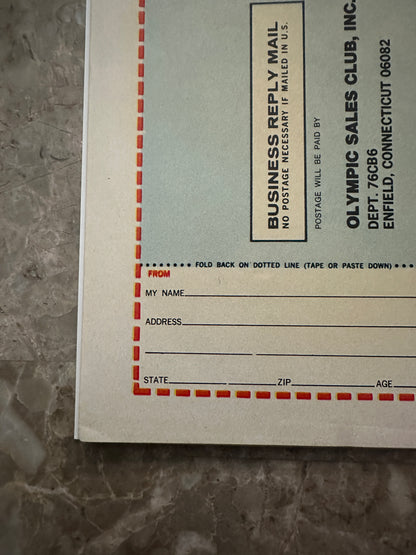 BUSINESS REPLY MAIL
NO POSTAGE NECESSARY IF MAILED IN U.S.
POSTAGE WILL BE PAID BY
OLYMPIC SALES CLUB, INC.
DEPT. 76CB6
ENFIELD, CONNECTICUT 06082
FOLD BACK ON DOTTED LINE (TAPE OR PASTE DOWN)
FROM
MY NAME
ADDRESS
STATE ZIP AGE